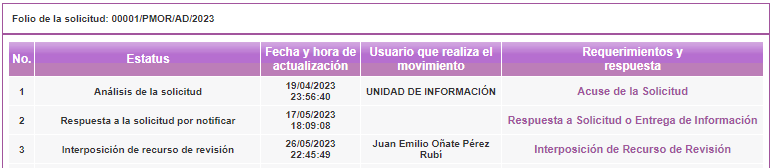 Folio de la solicitud: 00001/PMOR/AD/2023
No. Estatus Fecha y hora de actualización Usuario que realiza el movimiento Requerimientos y respuesta
1 Análisis de la solicitud 19/04/2023 23:56:40 UNIDAD DE INFORMACIÓN Acuse de la Solicitud
2 Respuesta a la solicitud por notificar 17/05/2023 18:09:08 Respuesta a Solicitud o Entrega de Información
3 Interposición de recurso de revisión 26/05/2023 22:45:49 Juan Emilio Oñate Pérez Rubí Interposición de Recurso de Revisión